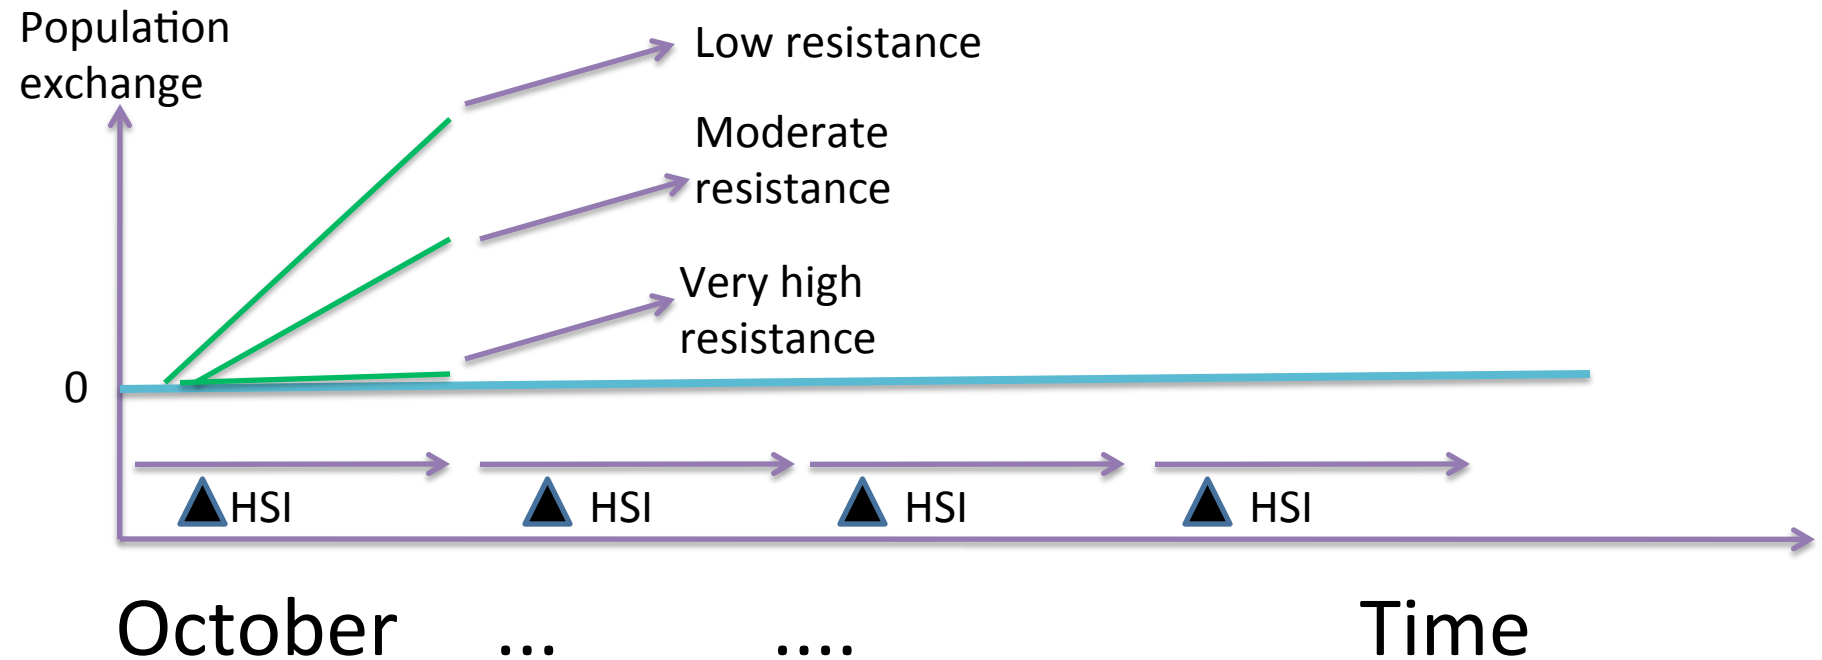 Population
exchange
Low resistance
Moderate
resistance
Very high
resistance
0
HSI
HSI
HSI
HSI
October
...
....
Time